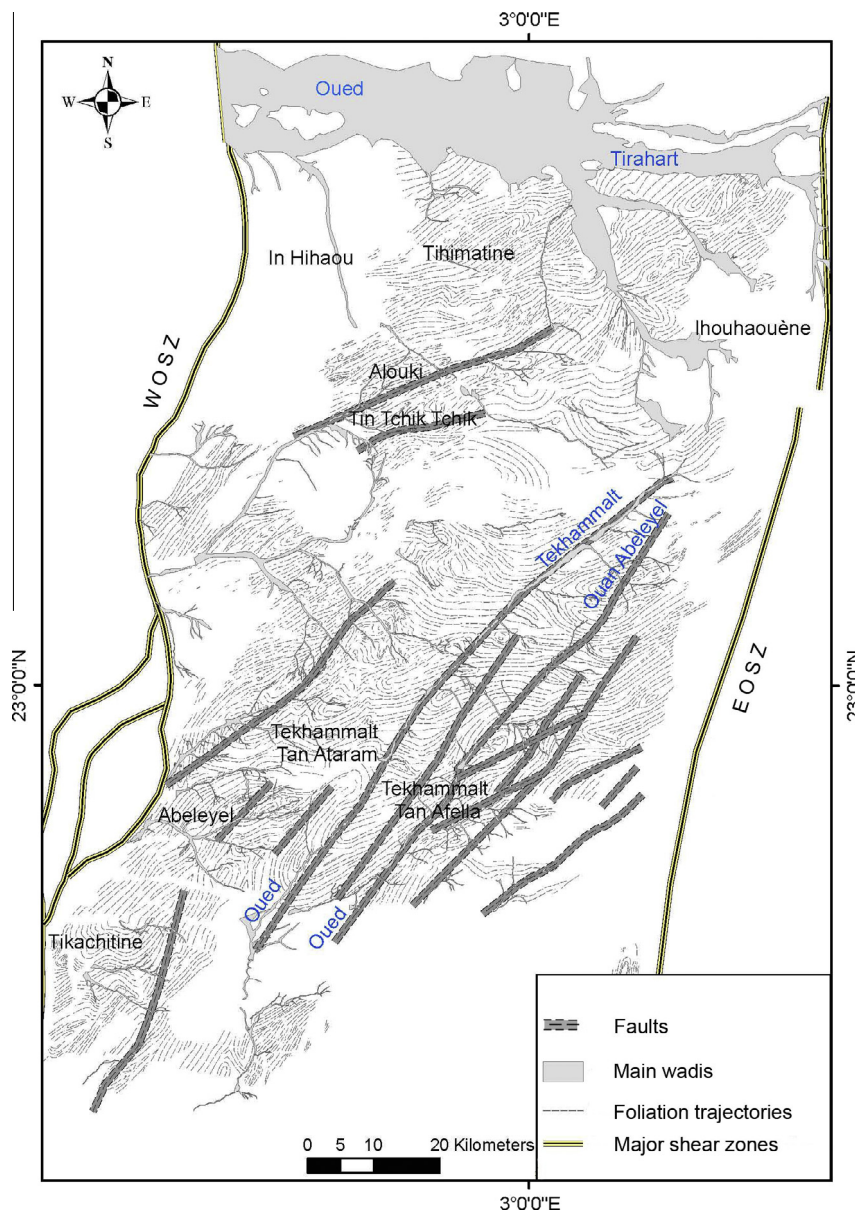 3°0'0"E
N
W E
S
Oued
Tirahart
In Hihaou
Tihimatine
Ihouhaouène
WOSZ
Alouki
Tin Tchik Tchik
Tekhammalt
Ouan Abeleyel
23°0'0"N
23°0'0"N
EOSZ
Tekhammalt
Tan Ataram
Tekhammalt
Tan Afella
Abeleyel
Oued
Oued
Tikachitine
Faults
Main wadis
Foliation trajectories
Major shear zones
0 5 10 20 Kilometers
3°0'0"E